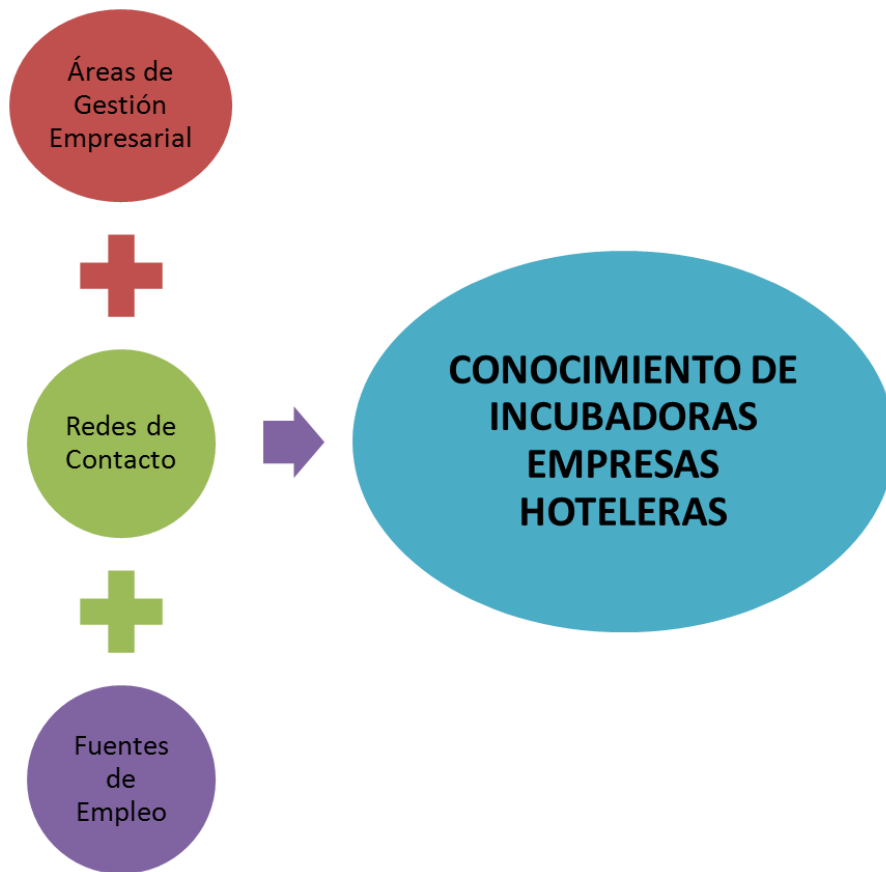 Áreas de
Gestión
Empresarial
Redes de
Contacto
Fuentes
de
Empleo
CONOCIMIENTO DE
INCUBADORAS
EMPRESAS
HOTELERAS